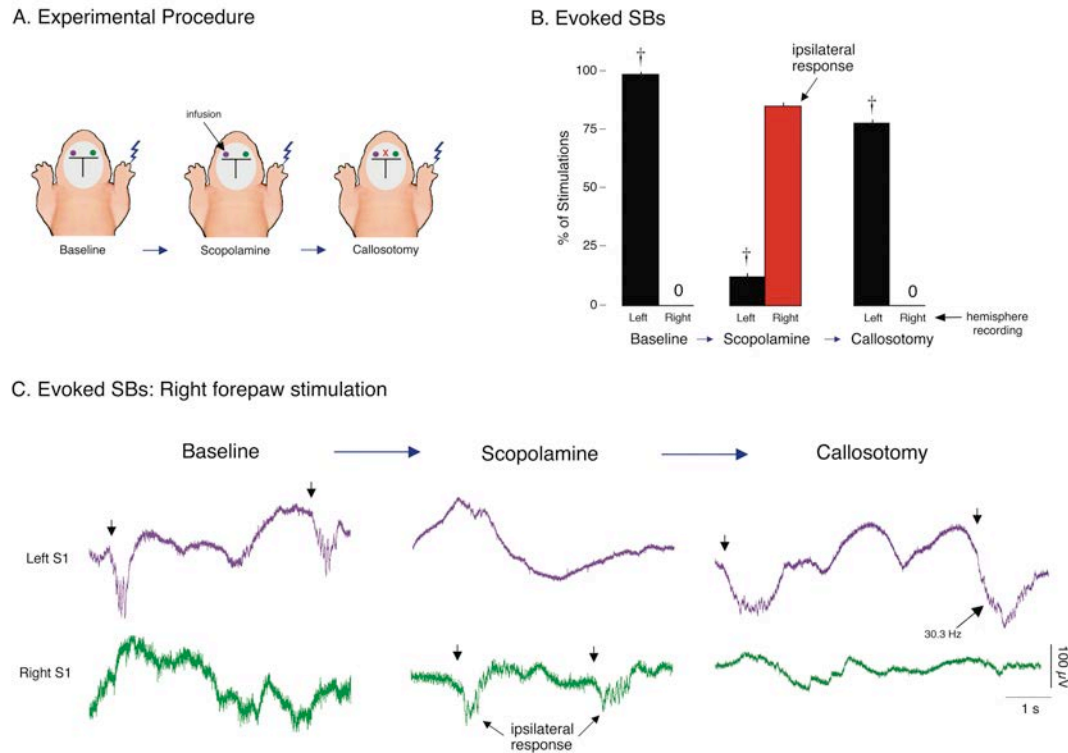 A. Experimental Procedure
infusion
T
T
X
T
Baseline
Scopolamine
Callosotomy
B. Evoked SBs
ipsilateral
response
% of Stimulations
100
75
50
25
0
†
0
†
†
0
Left Right
Left Right
Left Right
hemisphere
recording
Baseline
Scopolamine
Callosotomy
C. Evoked SBs: Right forepaw stimulation
Baseline
Scopolamine
Callosotomy
Left S1
30.3 Hz
Right S1
ipsilateral
response
100 µV
1 s